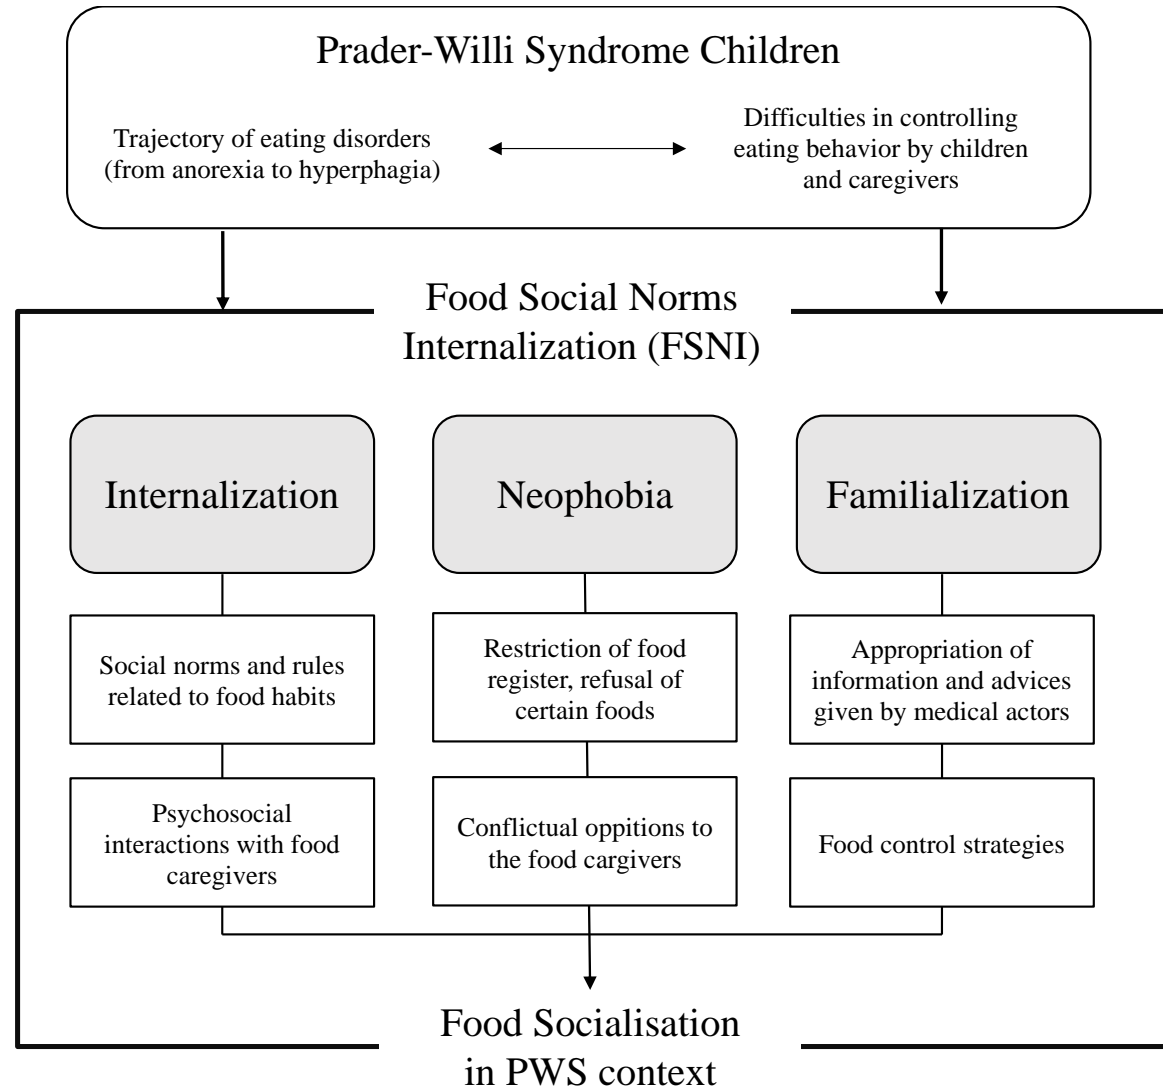 Prader-Willi Syndrome Children
Trajectory of eating disorders
(from anorexia to hyperphagia)
Difficulties in controlling
eating behavior by children
and caregivers
Food Social Norms
Internalization (FSNI)
Internalization
Neophobia
Familialization
Social norms and rules
related to food habits
Restriction of food
register, refusal of
certain foods
Appropriation of
information and advices
given by medical actors
Psychosocial
interactions with food
caregivers
Conflictual oppitions to
the food cargivers
Food control strategies
Food Socialisation
in PWS context